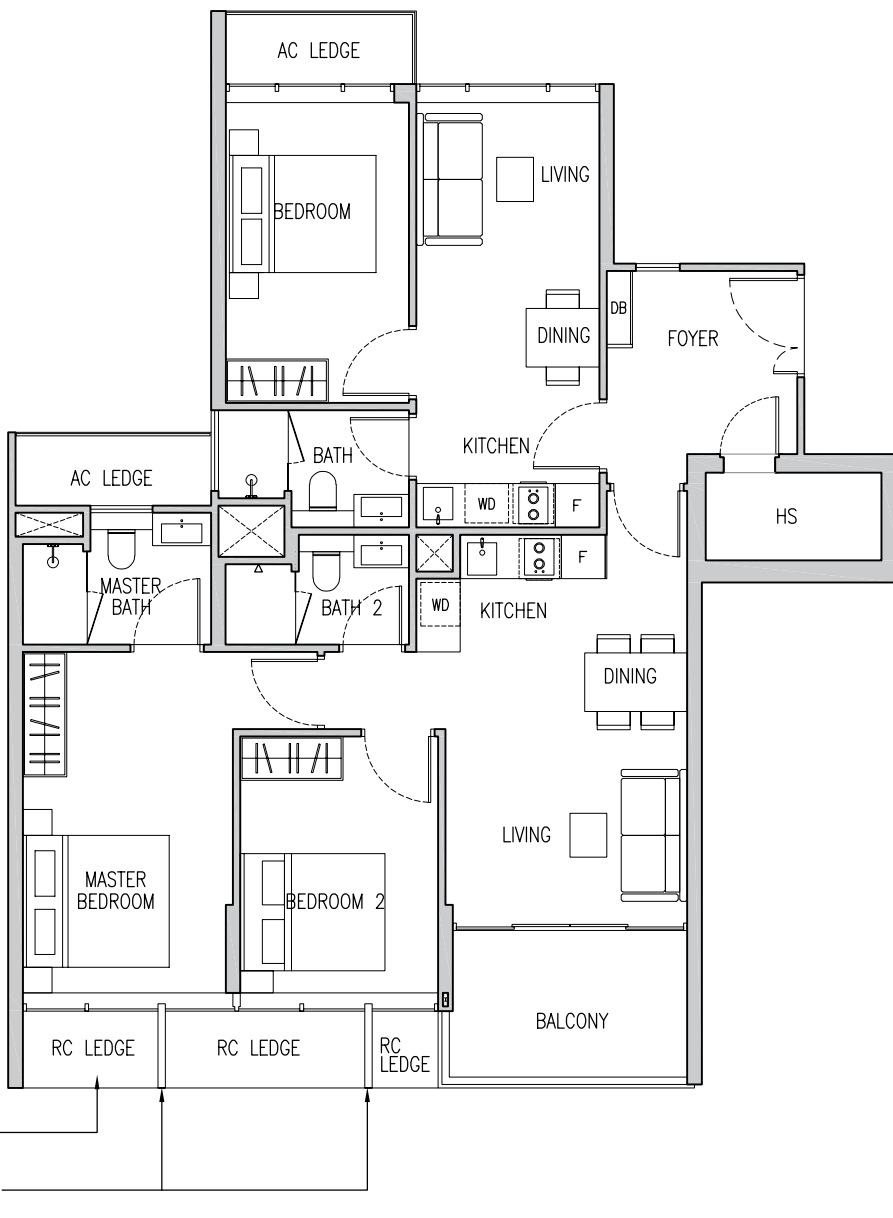 AC LEDGE
LIVING
BEDROOM
DB
DINING
FOYER
KITCHEN
BATH
AC LEDGE
WD
F
HS
F
MASTER
BATH
BATH 2
WD
KITCHEN
DINING
LIVING
MASTER
BEDROOM
BEDROOM 2
BALCONY
RC LEDGE
RC LEDGE
RC
LEDGE